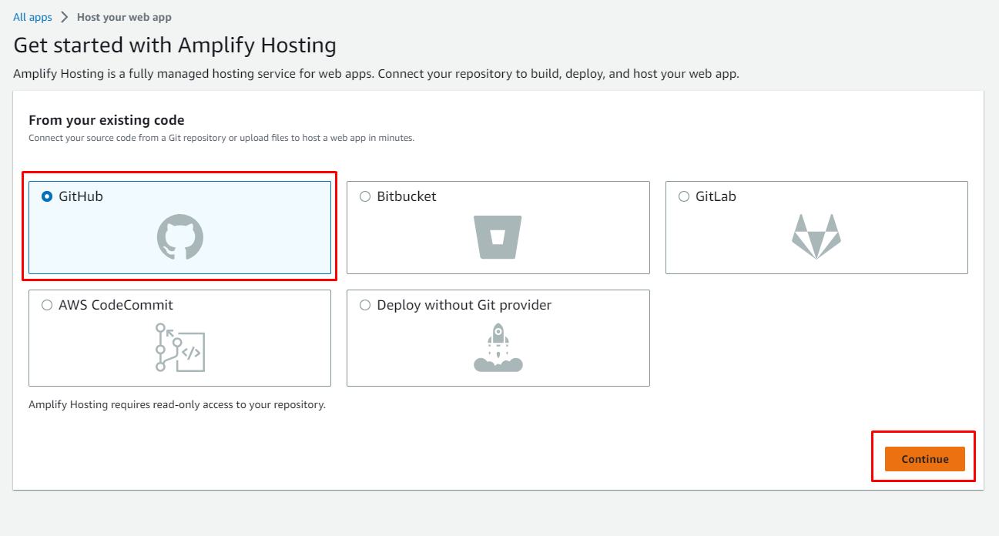 All apps > Host your web app
Get started with Amplify Hosting
Amplify Hosting is a fully managed hosting service for web apps. Connect your repository to build, deploy, and host your web app.
From your existing code
Connect your source code from a Git repository or upload files to host a web app in minutes.
GitHub
Bitbucket
GitLab
AWS CodeCommit
Deploy without Git provider
</>
Amplify Hosting requires read-only access to your repository.
Continue